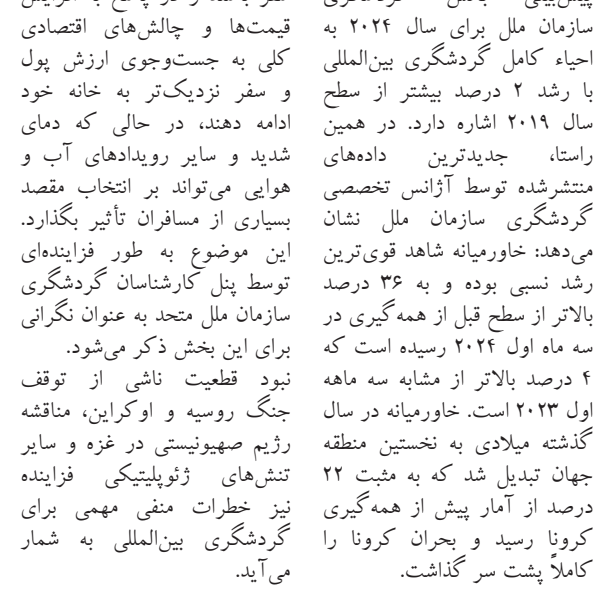 سازمان ملل برای سال ۲۰۲۴ به
احیاء کامل گردشگری بین‌المللی
با رشد ۲ درصد بیشتر از سطح
سال ۲۰۱۹ اشاره دارد. در همین
راستا، جدیدترین داده‌های
منتشرشده توسط آژانس تخصصی
گردشگری سازمان ملل نشان
می‌دهد: خاورمیانه شاهد قوی‌ترین
رشد نسبی بوده و به ۳۶ درصد
بالاتر از سطح قبل از همه‌گیری در
سه ماه اول ۲۰۲۴ رسیده است که
۴ درصد بالاتر از مشابه سه ماهه
اول ۲۰۲۳ است. خاورمیانه در سال
گذشته میلادی به نخستین منطقه
جهان تبدیل شد که به مثبت ۲۲
درصد از آمار پیش از همه‌گیری
کرونا رسید و بحران کرونا را
کاملاً پشت سر گذاشت.
قیمت‌ها و چالش‌های اقتصادی
کلی به جست‌وجوی ارزش پول
و سفر نزدیک‌تر به خانه خود
ادامه دهند، در حالی که دمای
شدید و سایر رویدادهای آب و
هوایی می‌تواند بر انتخاب مقصد
بسیاری از مسافران تأثیر بگذارد.
این موضوع به طور فزاینده‌ای
توسط پنل کارشناسان گردشگری
سازمان ملل متحد به عنوان نگرانی
برای این بخش ذکر می‌شود.
نبود قطعیت ناشی از توقف
جنگ روسیه و اوکراین، مناقشه
رژیم صهیونیستی در غزه و سایر
تنش‌های ژئوپلیتیکی فزاینده
نیز خطرات منفی مهمی برای
گردشگری بین‌المللی به شمار
می‌آید.